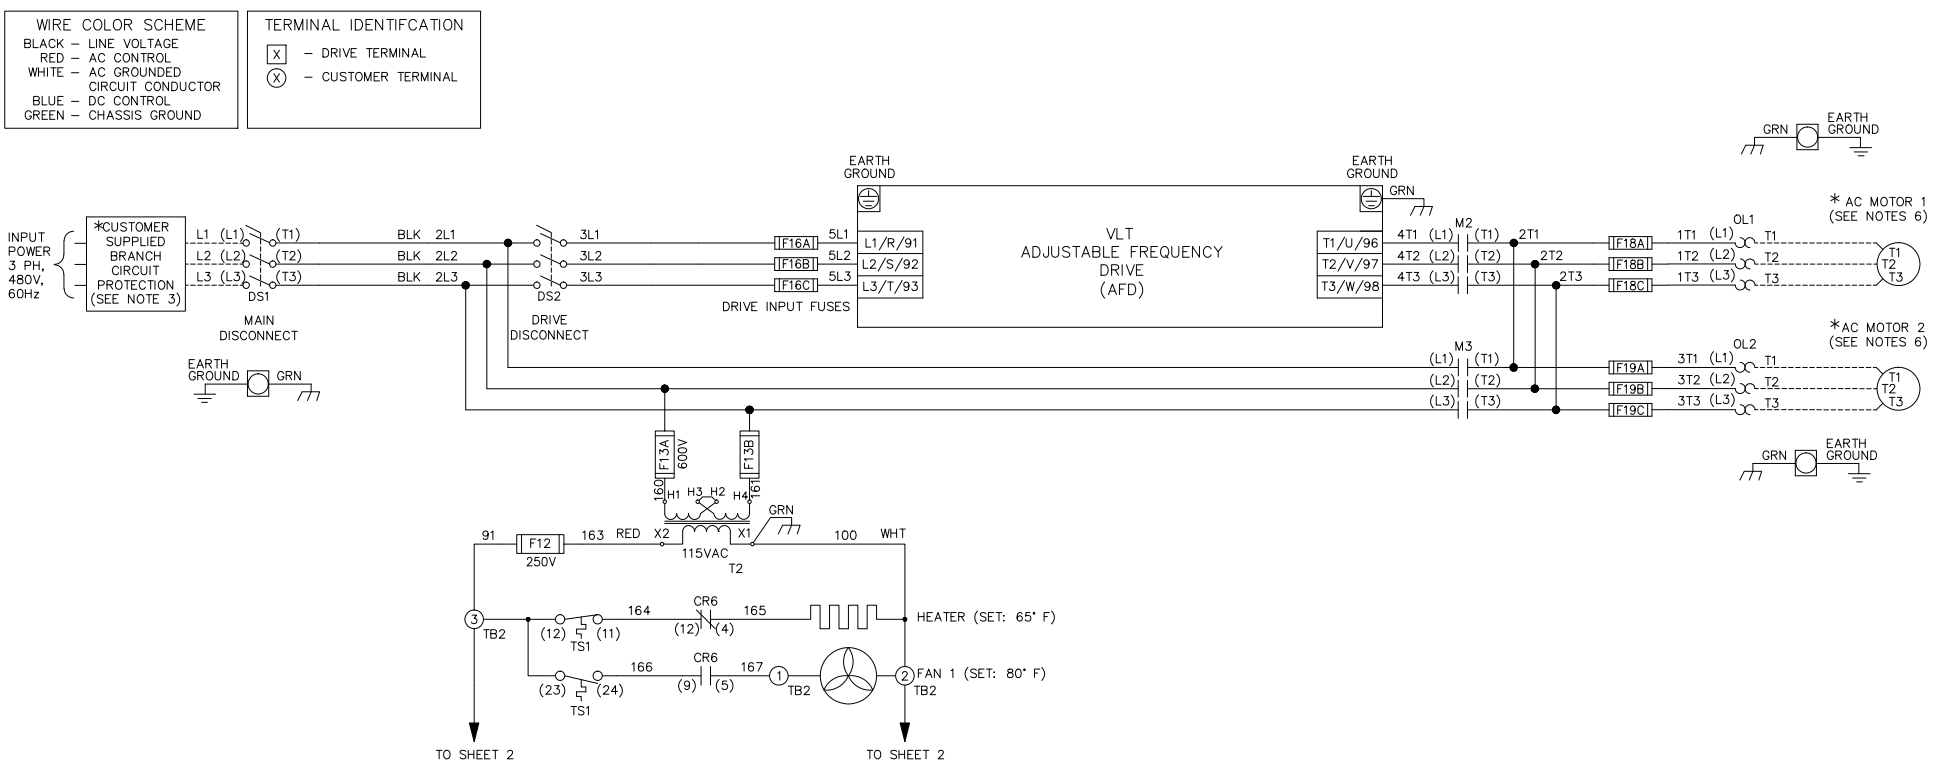 WIRE COLOR SCHEME
BLACK – LINE VOLTAGE
RED – AC CONTROL
WHITE – AC GROUNDED
CIRCUIT CONDUCTOR
BLUE – DC CONTROL
GREEN – CHASSIS GROUND
TERMINAL IDENTIFCATION
X – DRIVE TERMINAL
X – CUSTOMER TERMINAL
INPUT
POWER
3 PH,
480V,
60Hz
*CUSTOMER
SUPPLIED
BRANCH
CIRCUIT
PROTECTION
(SEE NOTE 3)
L1 (L1) (T1)
L2 (L2) (T2)
L3 (L3) (T3)
DS1
MAIN
DISCONNECT
BLK 2L1
BLK 2L2
BLK 2L3
DS2
DRIVE
DISCONNECT
3L1
3L2
3L3
F16A
F16B
F16C
DRIVE INPUT FUSES
5L1
5L2
5L3
EARTH
GROUND
L1/R/91
L2/S/92
L3/T/93
VLT
ADJUSTABLE FREQUENCY
DRIVE
(AFD)
EARTH
GROUND
GRN
T1/U/96
T2/V/97
T3/W/98
M2
4T1 (L1) (T1) 2T1
4T2 (L2) (T2) 2T2
4T3 (L3) (T3) 2T3
F18A
F18B
F18C
OL1
1T1 (L1) T1
1T2 (L2) T2
1T3 (L3) T3
GRN
EARTH
GROUND
* AC MOTOR 1
(SEE NOTES 6)
T1
T2
T3
M3
(L1) (T1)
(L2) (T2)
(L3) (T3)
F19A
F19B
F19C
OL2
3T1 (L1) T1
3T2 (L2) T2
3T3 (L3) T3
*AC MOTOR 2
(SEE NOTES 6)
T1
T2
T3
GRN
EARTH
GROUND
EARTH
GROUND
GRN
F13A
600V
F13B
160
161
H1 H3 H2 H4
GRN
91
F12
250V
163 RED X2
115VAC
X1
T2
100 WHT
3
TB2
(12) (11)
TS1
164
CR6
(12) (4)
165
HEATER (SET: 65° F)
(23) (24)
TS1
166
CR6
(9) (5)
167
1
TB2
2
TB2
FAN 1 (SET: 80° F)
TO SHEET 2
TO SHEET 2